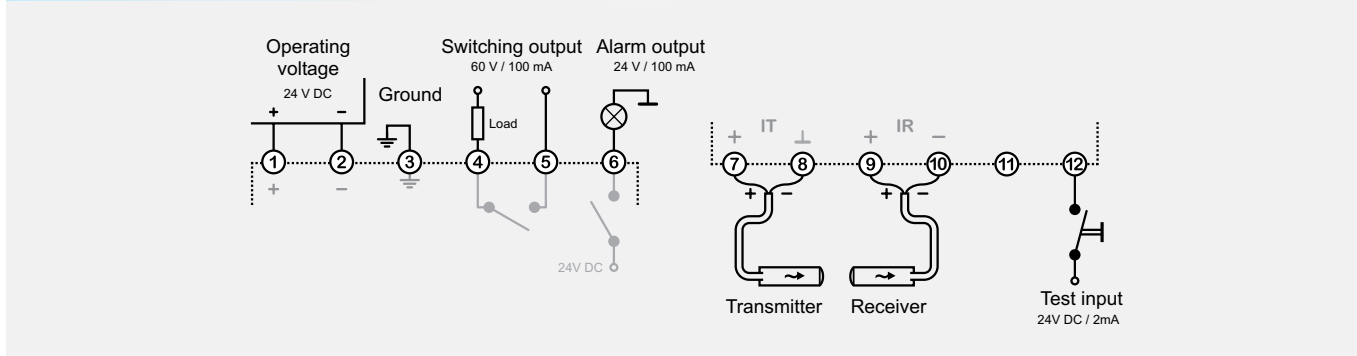 Operating
voltage
24 V DC
+ −
Ground
Switching output
60 V / 100 mA
Load
Alarm output
24 V / 100 mA
1 2 3 4 5 6
+ −
24V DC
+ IT ⊥ + IR −
7 8 9 10 11 12
+ − + −
Transmitter
Receiver
Test input
24V DC / 2mA